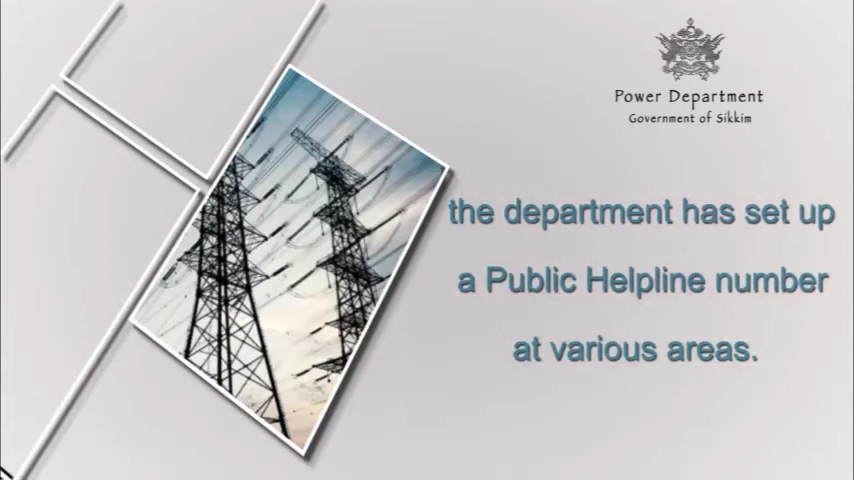 Power Department
Government of Sikkim
the department has set up
a Public Helpline number
at various areas.